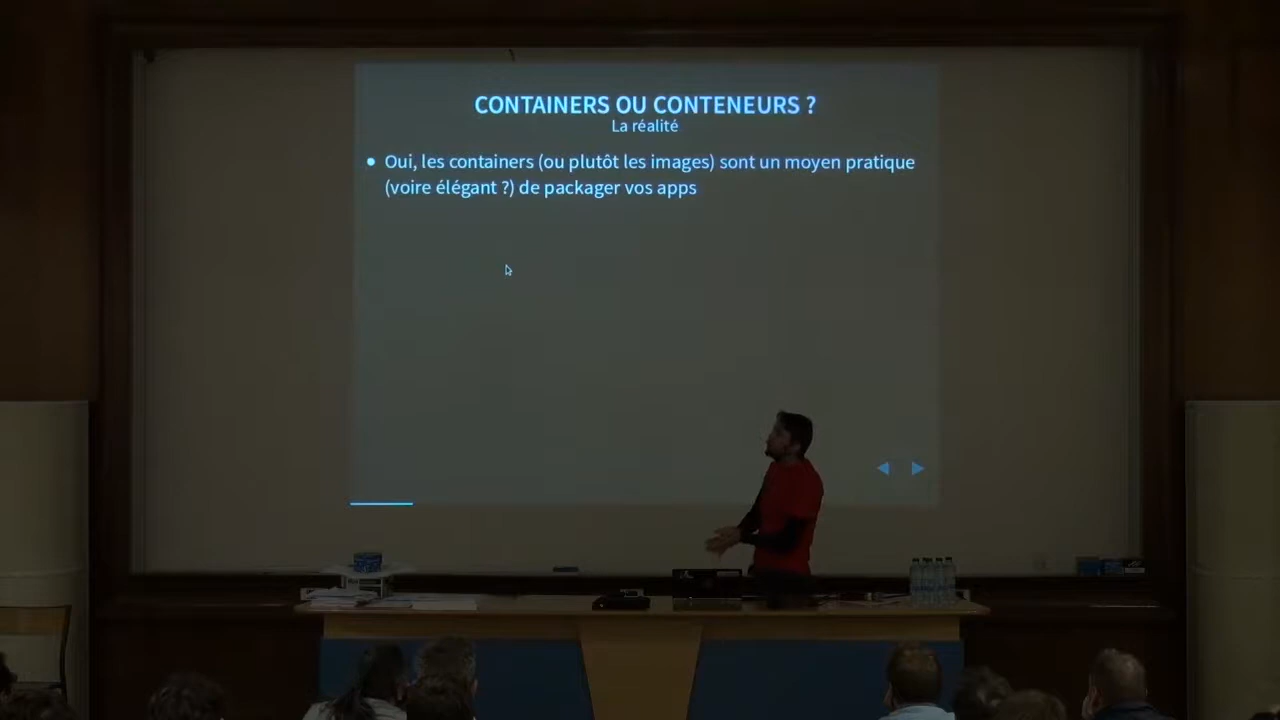 CONTAINERS OU CONTENEURS ?
La réalité
Oui, les containers (ou plutôt les images) sont un moyen pratique
(voire élégant ?) de packager vos apps